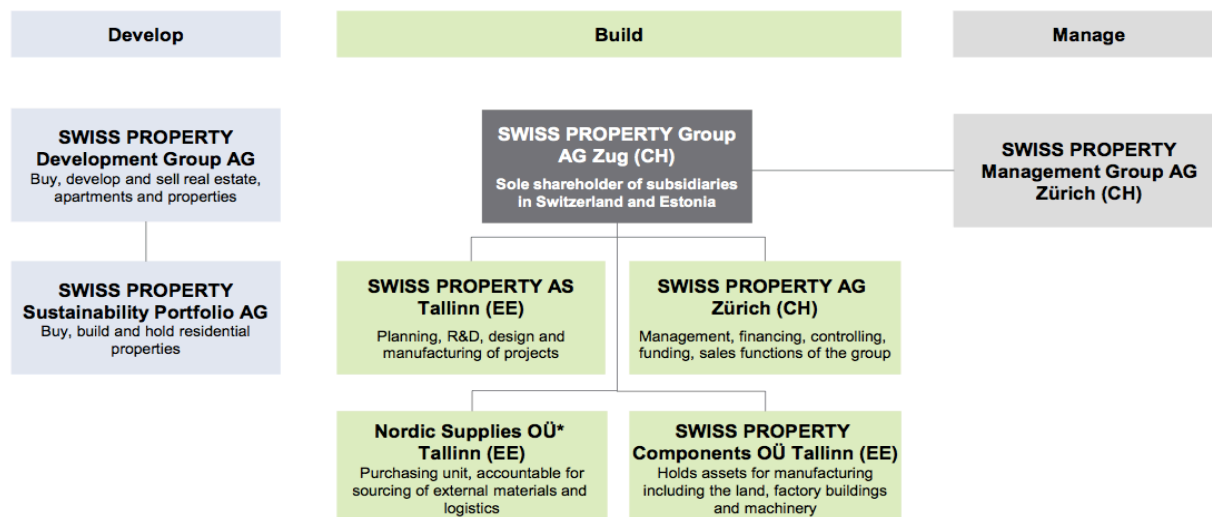 Develop
Build
Manage
SWISS PROPERTY
Development Group AG
Buy, develop and sell real estate,
apartments and properties
SWISS PROPERTY
Sustainability Portfolio AG
Buy, build and hold residential
properties
SWISS PROPERTY Group
AG Zug (CH)
Sole shareholder of subsidiaries
in Switzerland and Estonia
SWISS PROPERTY AS
Tallinn (EE)
Planning, R&D, design and
manufacturing of projects
SWISS PROPERTY AG
Zürich (CH)
Management, financing, controlling,
funding, sales functions of the group
Nordic Supplies OÜ*
Tallinn (EE)
Purchasing unit, accountable for
sourcing of external materials and
logistics
SWISS PROPERTY
Components OÜ Tallinn (EE)
Holds assets for manufacturing
including the land, factory buildings
and machinery
SWISS PROPERTY
Management Group AG
Zürich (CH)